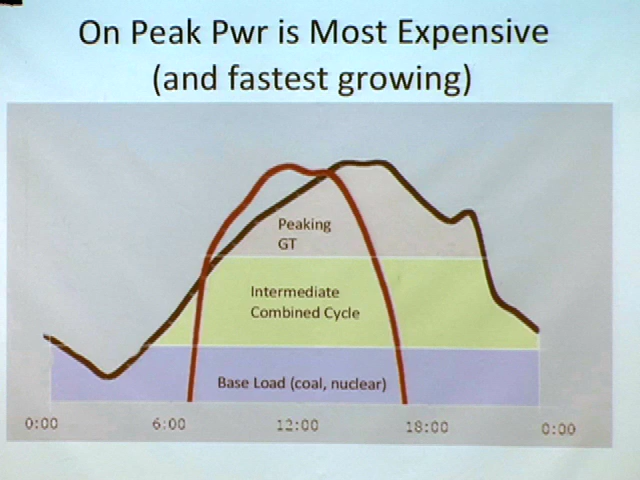 On Peak Pwr is Most Expensive
(and fastest growing)
Peaking
GT
Intermediate
Combined Cycle
Base Load (coal, nuclear)
0:00 6:00 12:00 18:00 0:00